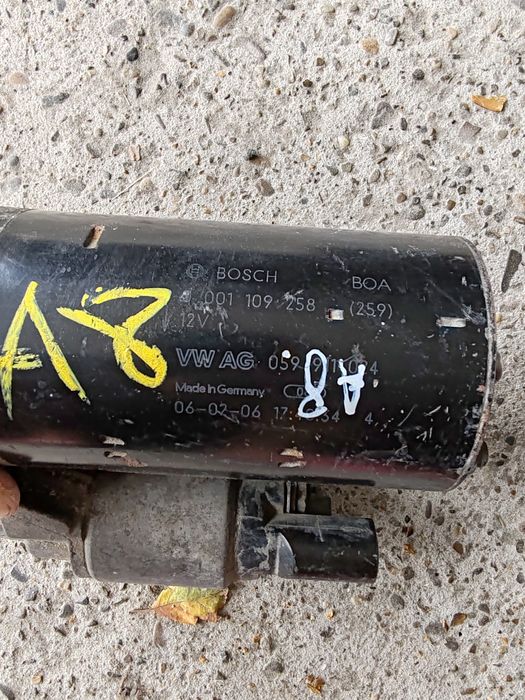 A8
BOSCH BOA
001 109 258 (259)
12V
VW AG
A8
Made in Germany
06-02-06